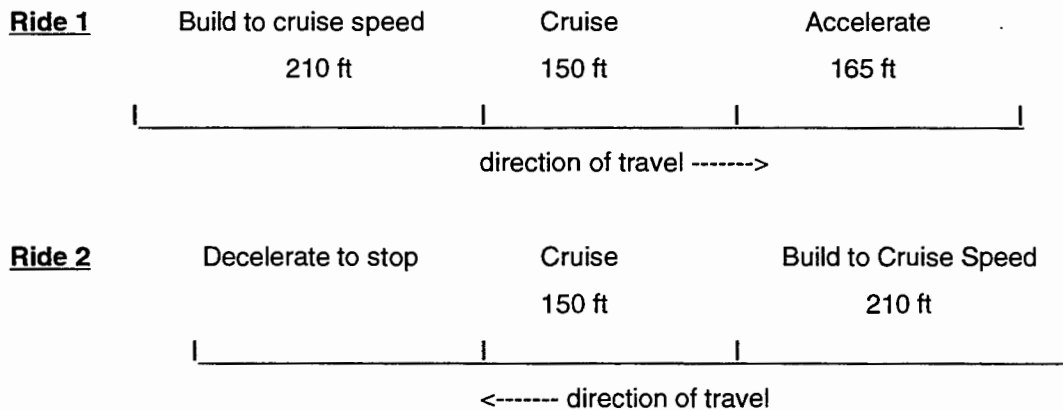 Ride 1 Build to cruise speed Cruise Accelerate
210 ft 150 ft 165 ft
direction of travel ------->
Ride 2 Decelerate to stop Cruise Build to Cruise Speed
150 ft 210 ft
<------- direction of travel